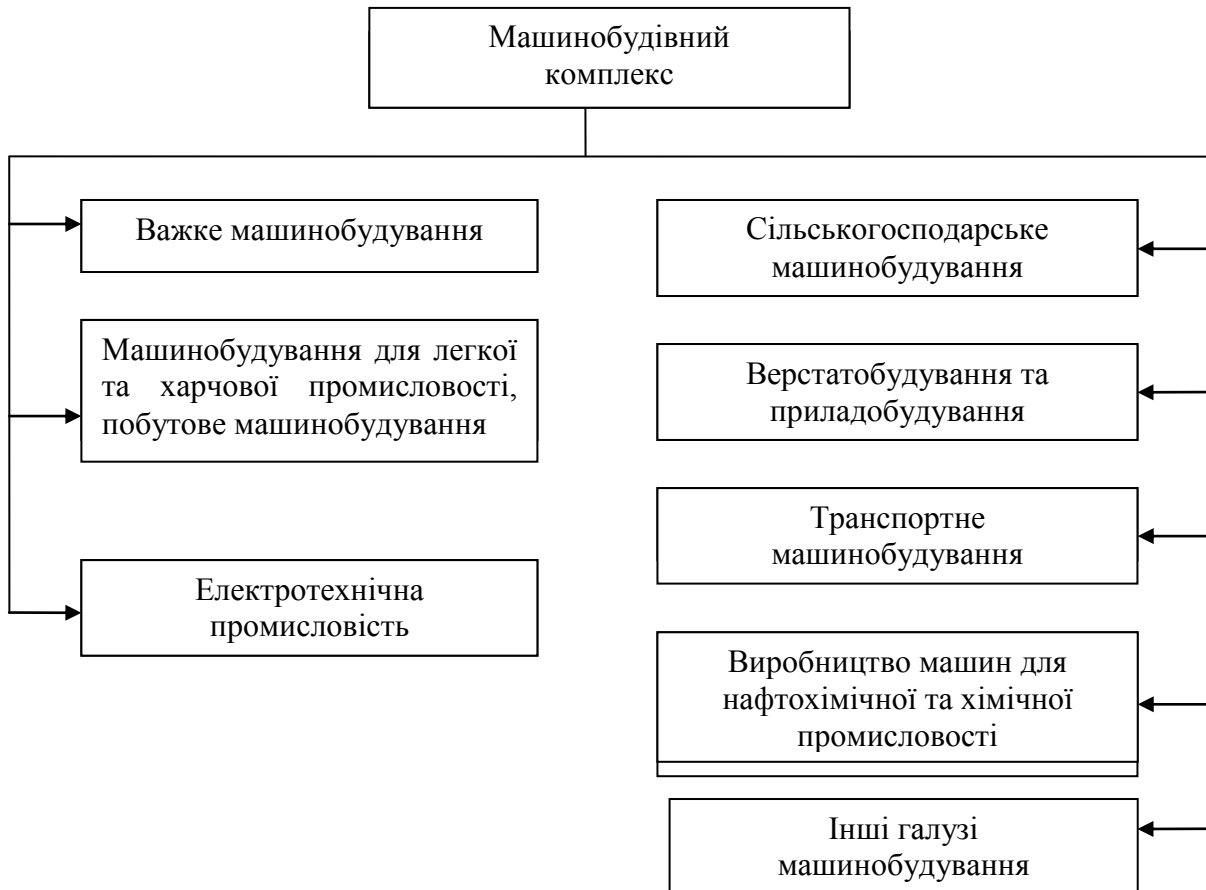 Машинобудівний
комплекс
Важке машинобудування
Машинобудування для легкої
та харчової промисловості,
побутове машинобудування
Електротехнічна
промисловість
Сільськогосподарське
машинобудування
Верстатобудування та
приладобудування
Транспортне
машинобудування
Виробництво машин для
нафтохімічної та хімічної
промисловості
Інші галузі
машинобудування